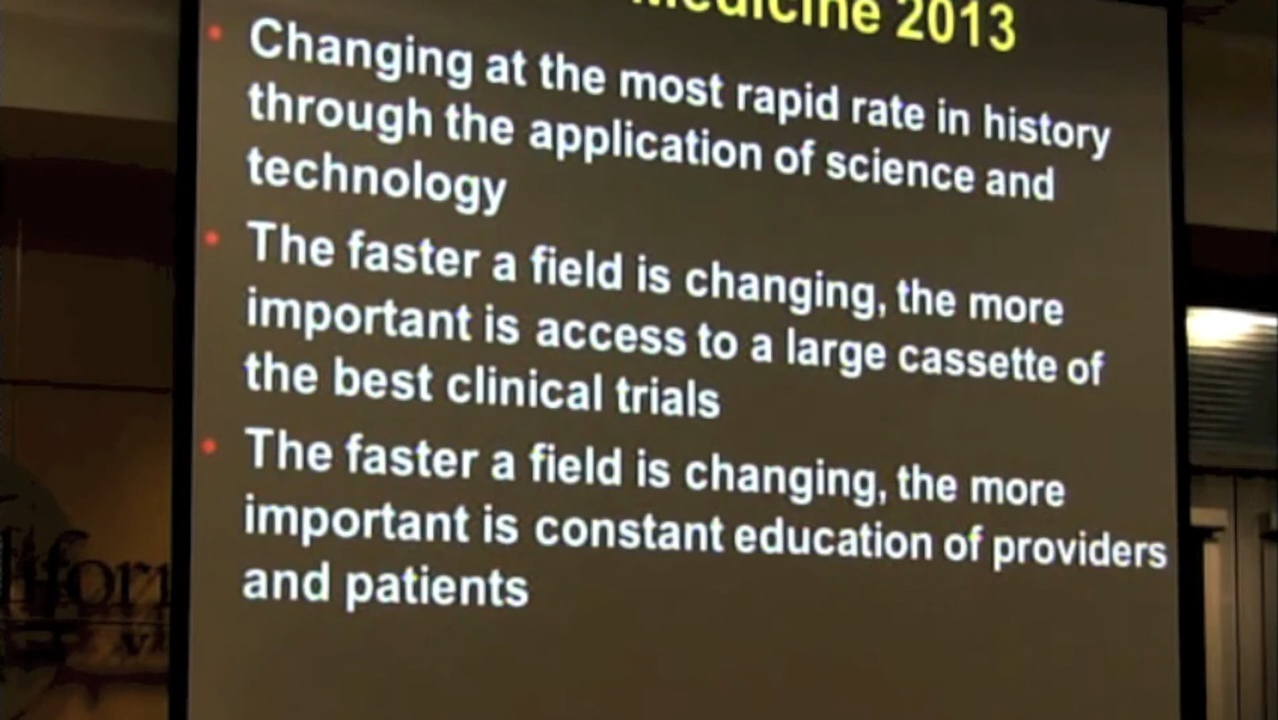 Medicine 2013
• Changing at the most rapid rate in history
through the application of science and
technology
• The faster a field is changing, the more
important is access to a large cassette of
the best clinical trials
• The faster a field is changing, the more
important is constant education of providers
and patients